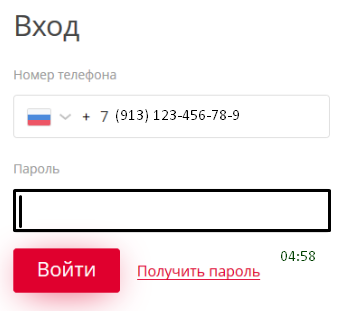 Вход
Номер телефона
+ 7 (913) 123-456-78-9
Пароль
Войти Получить пароль 04:58